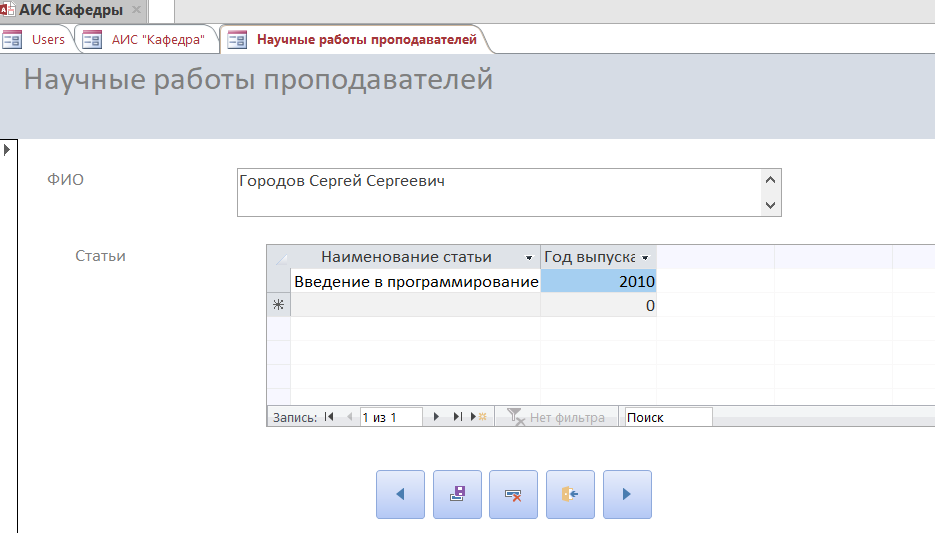 АИС Кафедры
Users АИС "Кафедра" Научные работы проподавателей
Научные работы проподавателей
ФИО Городов Сергей Сергеевич
Статьи Наименование статьи Год выпуска
Введение в программирование 2010
0
Запись: 1 из 1 Нет фильтра Поиск